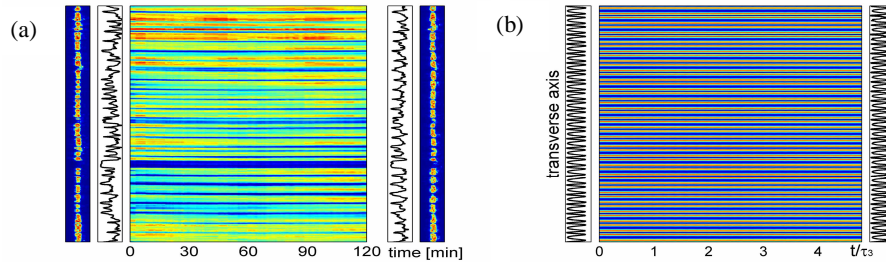 (a)
0 30 60 90 120
time [min]
(b)
transverse axis
0 1 2 3 4 t/τ3